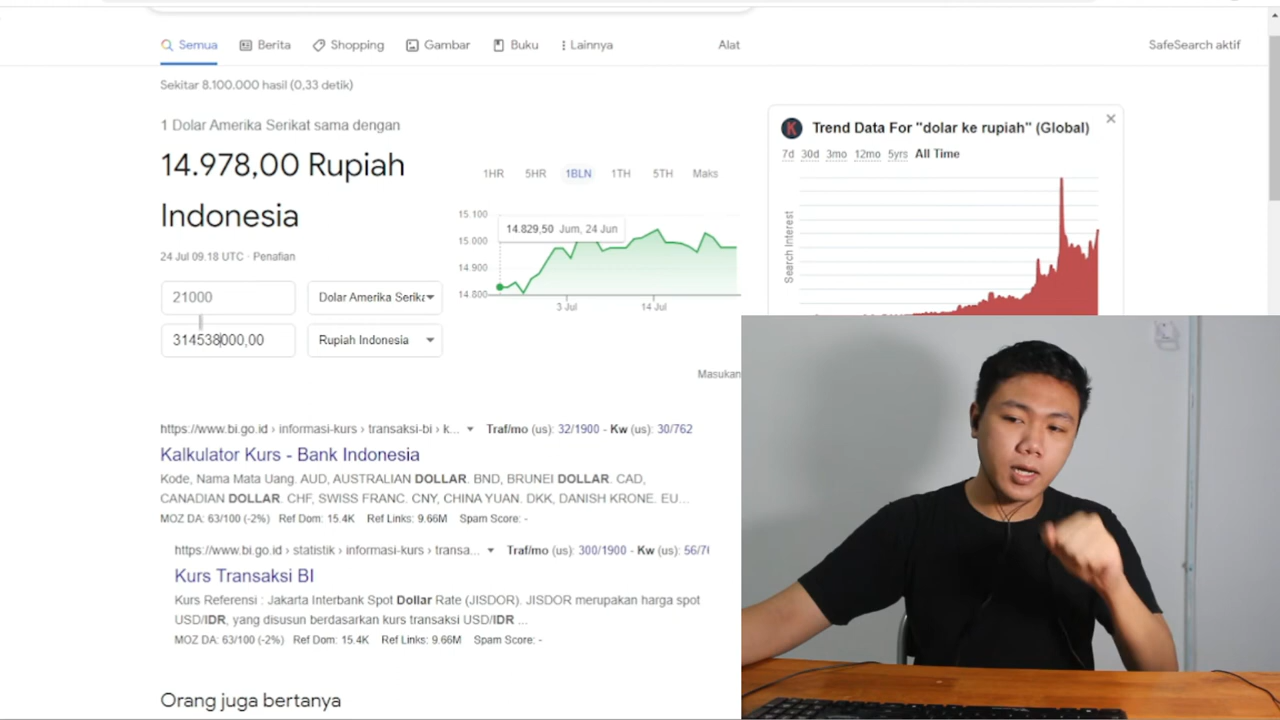 Semua Berita Shopping Gambar Buku Lainnya Alat SafeSearch aktif
Sekitar 8.100.000 hasil (0,33 detik)
1 Dolar Amerika Serikat sama dengan
14.978,00 Rupiah
Indonesia
24 Jul 09.18 UTC · Penafian
21000 Dolar Amerika Serika
314538000,00 Rupiah Indonesia
1HR 5HR 1BLN 1TH 5TH Maks
15.100
14.829,50 Jum, 24 Jun
15.000
14.900
14.800
3 Jul 14 Jul
Masukan
K Trend Data For "dolar ke rupiah" (Global)
7d 30d 3mo 12mo 5yrs All Time
Search Interest
https://www.bi.go.id › informasi-kurs › transaksi-bi › k... Traf/mo (us): 32/1900 - Kw (us): 30/762
Kalkulator Kurs - Bank Indonesia
Kode, Nama Mata Uang. AUD, AUSTRALIAN DOLLAR. BND, BRUNEI DOLLAR. CAD,
CANADIAN DOLLAR. CHF, SWISS FRANC. CNY, CHINA YUAN. DKK, DANISH KRONE. EU...
MOZ DA: 63/100 (-2%) Ref Dom: 15.4K Ref Links: 9.66M Spam Score: -
https://www.bi.go.id › statistik › informasi-kurs › transa... Traf/mo (us): 300/1900 - Kw (us): 56/7
Kurs Transaksi BI
Kurs Referensi : Jakarta Interbank Spot Dollar Rate (JISDOR). JISDOR merupakan harga spot
USD/IDR, yang disusun berdasarkan kurs transaksi USD/IDR ...
MOZ DA: 63/100 (-2%) Ref Dom: 15.4K Ref Links: 9.66M Spam Score: -
Orang juga bertanya